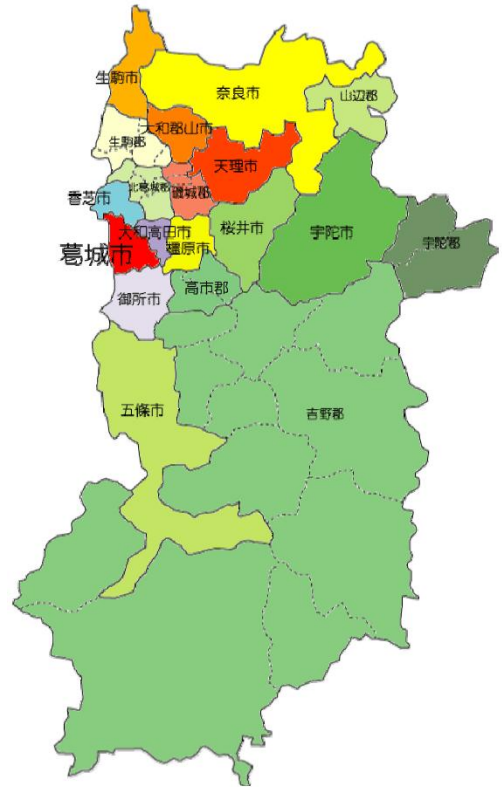 生駒市
奈良市
山辺郡
生駒郡
大和郡山市
天理市
北葛城郡
磯城郡
香芝市
大和高田市
橿原市
桜井市
宇陀市
宇陀郡
葛城市
御所市
高市郡
五條市
吉野郡